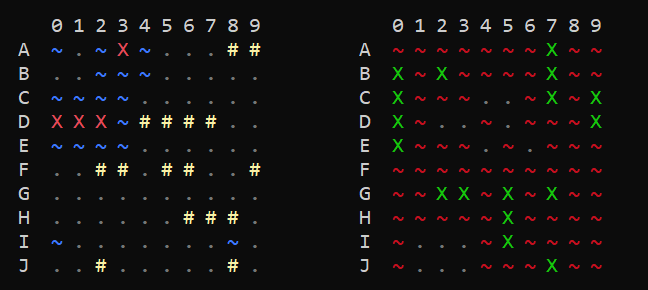 0 1 2 3 4 5 6 7 8 9 0 1 2 3 4 5 6 7 8 9
A ~ . ~ X ~ . . . # # A ~ ~ ~ ~ ~ ~ ~ X ~ ~
B . . ~ ~ ~ . . . . . B X ~ X ~ ~ ~ ~ X ~ ~
C ~ ~ ~ ~ . . . . . . C X ~ ~ ~ . . ~ X ~ X
D X X X ~ # # # # . . D X ~ . . ~ . ~ ~ ~ X
E ~ ~ ~ ~ . . . . . . E X ~ ~ ~ . ~ . ~ ~ ~
F . . # # . # # . . # F ~ ~ ~ ~ ~ ~ ~ ~ ~ ~
G . . . . . . . . . . G ~ ~ X X ~ X ~ X ~ ~
H . . . . . . # # # . H ~ ~ ~ ~ ~ X ~ ~ ~ ~
I ~ . . . . . . . ~ . I ~ . . . ~ X ~ ~ ~ ~
J . . # . . . . . # . J ~ . . . ~ ~ ~ X ~ ~